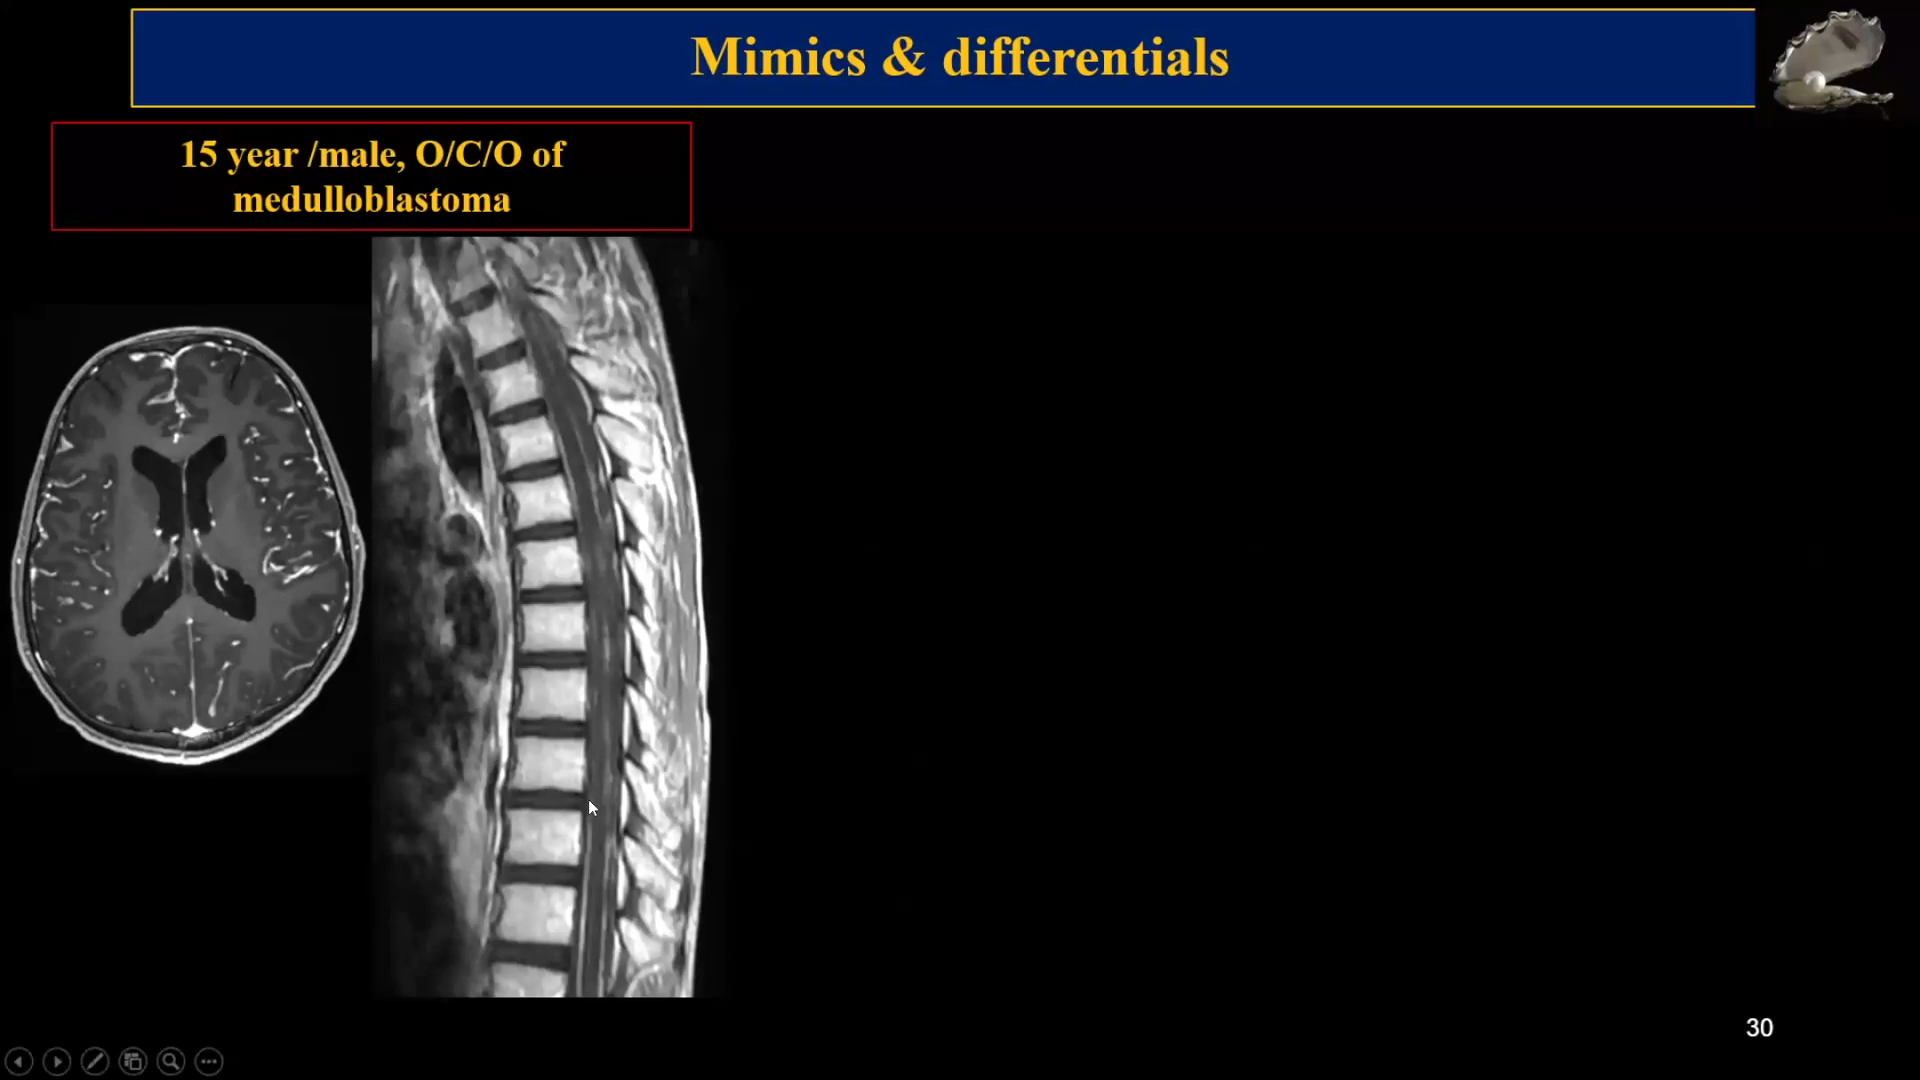 Mimics & differentials
15 year /male, O/C/O of
medulloblastoma
30